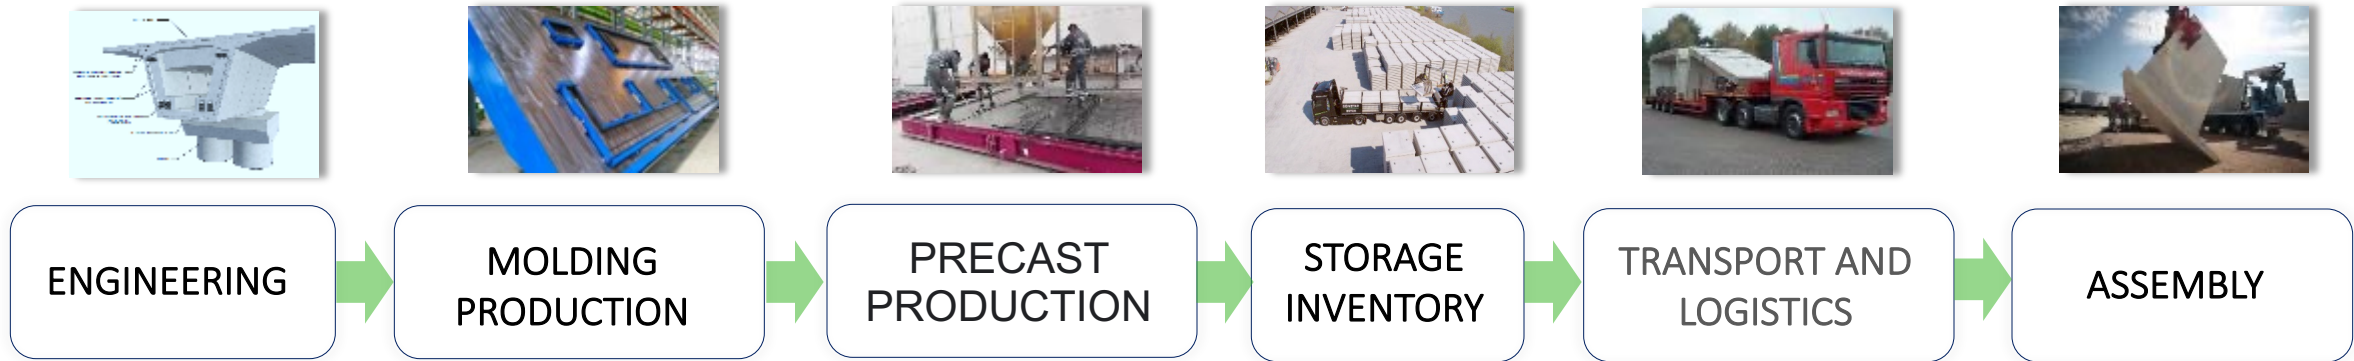 ENGINEERING
MOLDING
PRODUCTION
PRECAST
PRODUCTION
STORAGE
INVENTORY
TRANSPORT AND
LOGISTICS
ASSEMBLY